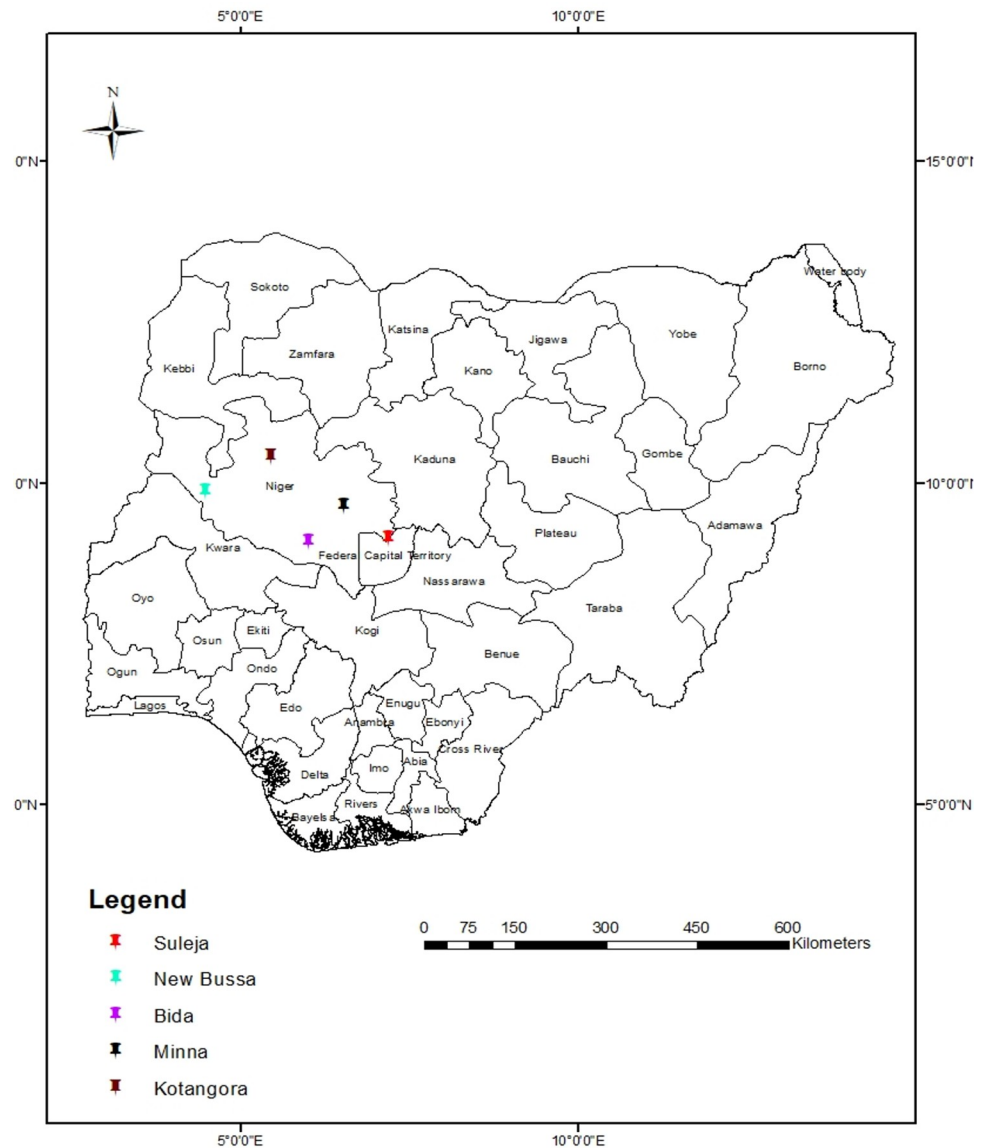 5°0'0"E 10°0'0"E
N
0"N 15°0'0"
Water body
Sokoto
Katsina
Jigawa
Yobe
Zamfara
Kebbi
Kano
Borno
Kaduna
Bauchi
Gombe
Niger
Adamawa
Plateau
Kwara
Federal Capital Territory
Nassarawa
Oyo
Taraba
Ekiti
Kogi
Osun
Benue
Ogun
Ondo
Lagos
Edo
Enugu
Anambra
Ebonyi
Cross River
Abia
Imo
Delta
Rivers
Akwa Ibom
Bayelsa
10°0'0"N
0"N
0"N 5°0'0"N
Legend
Suleja
New Bussa
Bida
Minna
Kotangora
0 75 150 300 450 600
Kilometers
5°0'0"E 10°0'0"E